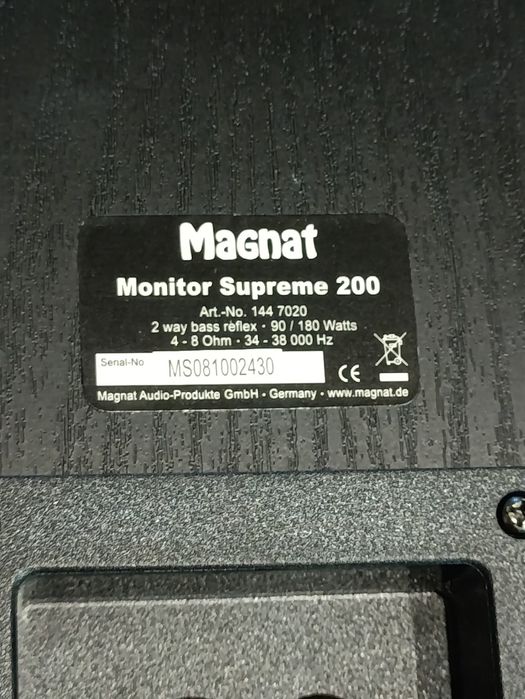 Magnat
Monitor Supreme 200
Art.-No. 144 7020
2 way bass reflex • 90 / 180 Watts
4 - 8 Ohm • 34 - 38 000 Hz
Serial-No MS081002430
CE
Magnat Audio-Produkte GmbH • Germany • www.magnat.de